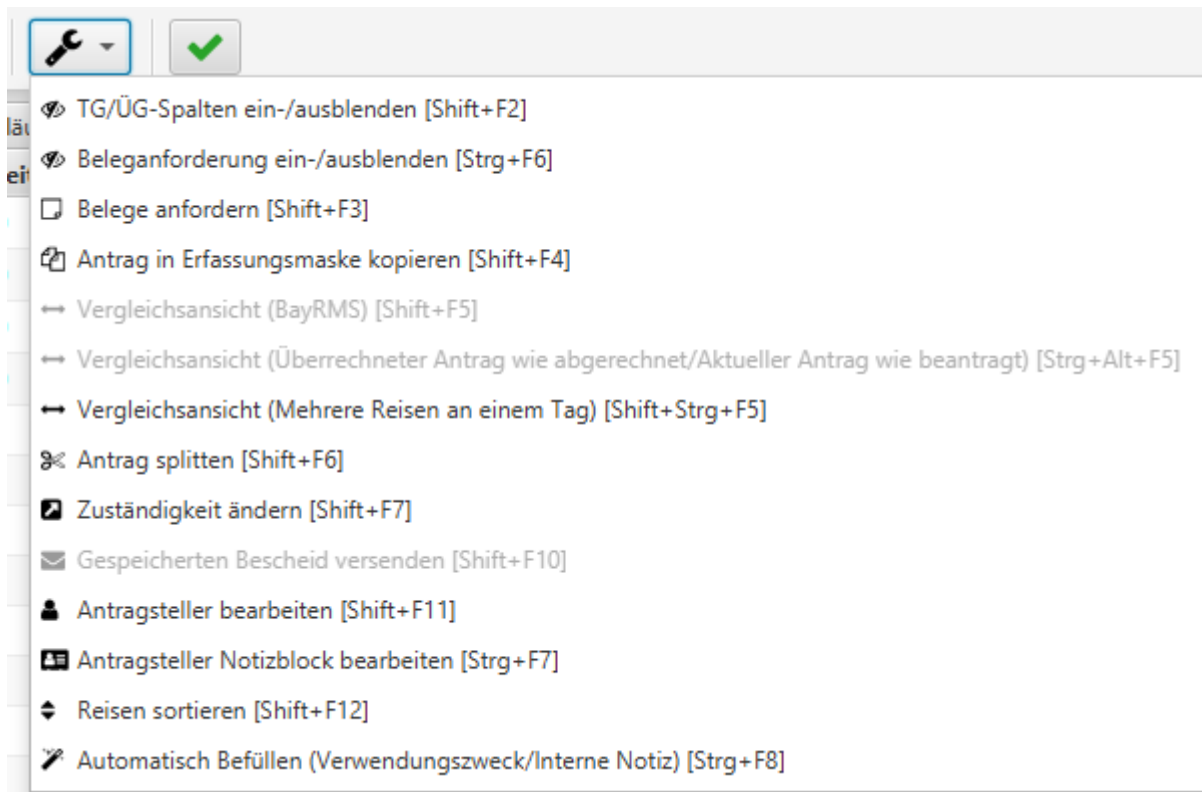 TG/ÜG-Spalten ein-/ausblenden [Shift+F2]
Beleganforderung ein-/ausblenden [Strg+F6]
Belege anfordern [Shift+F3]
Antrag in Erfassungsmaske kopieren [Shift+F4]
Vergleichsansicht (BayRMS) [Shift+F5]
Vergleichsansicht (Überrechneter Antrag wie abgerechnet/Aktueller Antrag wie beantragt) [Strg+Alt+F5]
Vergleichsansicht (Mehrere Reisen an einem Tag) [Shift+Strg+F5]
Antrag splitten [Shift+F6]
Zuständigkeit ändern [Shift+F7]
Gespeicherten Bescheid versenden [Shift+F10]
Antragsteller bearbeiten [Shift+F11]
Antragsteller Notizblock bearbeiten [Strg+F7]
Reisen sortieren [Shift+F12]
Automatisch Befüllen (Verwendungszweck/Interne Notiz) [Strg+F8]